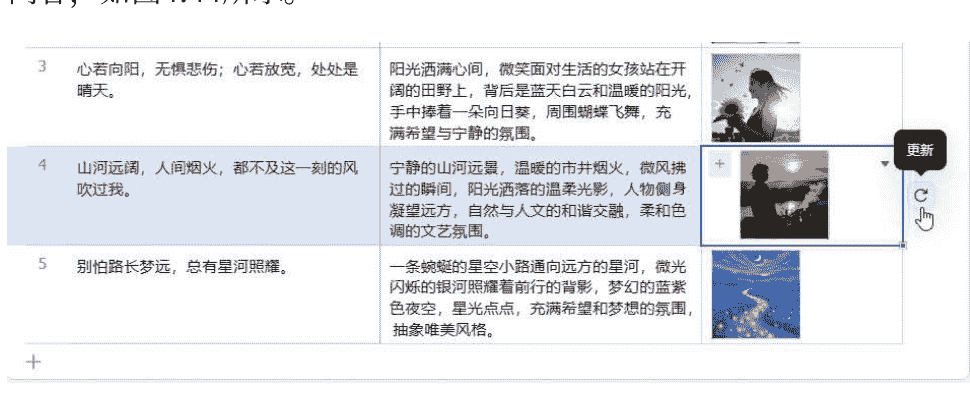 3
心若向阳，无惧悲伤；心若放宽，处处是
晴天。
阳光洒满心间，微笑面对生活的女孩站在开
阔的田野上，背后是蓝天白云和温暖的阳光，
手中捧着一朵向日葵，周围蝴蝶飞舞，充
满希望与宁静的氛围。
更新
4
山河远阔，人间烟火，都不及这一刻的风
吹过我。
宁静的山河远景，温暖的市井烟火，微风拂
过的瞬间，阳光洒落的温柔光影，人物侧身
凝望远方，自然与人文的和谐交融，柔和色
调的文艺氛围。
5
别怕路长梦远，总有星河照耀。
一条蜿蜒的星空小路通向远方的星河，微光
闪烁的银河照耀着前行的背影，梦幻的蓝紫
色夜空，星光点点，充满希望和梦想的氛围，
抽象唯美风格。